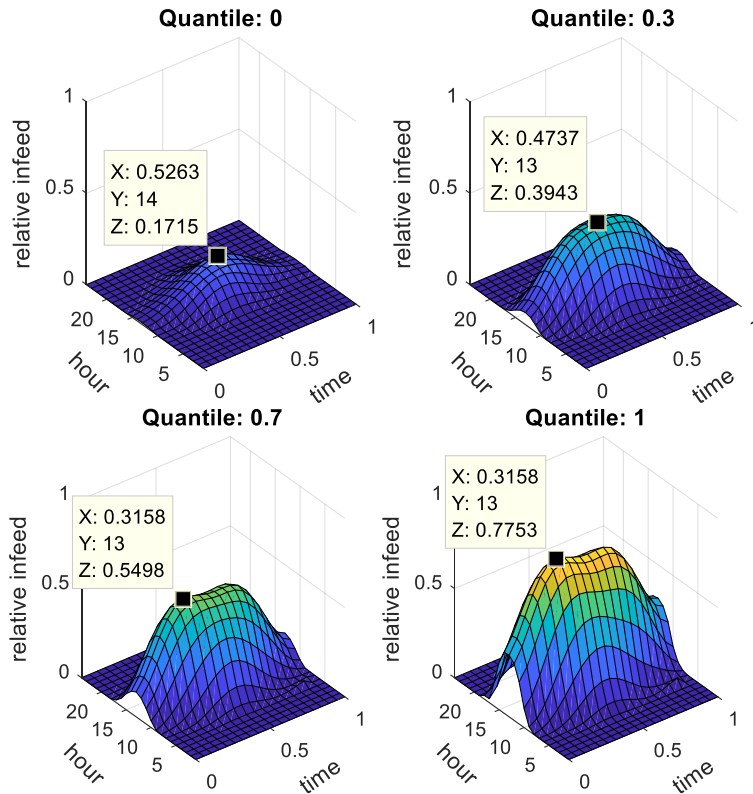 Quantile: 0
1
0.5
0
relative infeed
X: 0.5263
Y: 14
Z: 0.1715
20
15
10
5
hour
0
0.5
1
time
Quantile: 0.3
1
0.5
0
relative infeed
X: 0.4737
Y: 13
Z: 0.3943
20
15
10
5
hour
0
0.5
1
time
Quantile: 0.7
1
0.5
0
relative infeed
X: 0.3158
Y: 13
Z: 0.5498
20
15
10
5
hour
0
0.5
1
time
Quantile: 1
1
0.5
0
relative infeed
X: 0.3158
Y: 13
Z: 0.7753
20
15
10
5
hour
0
0.5
1
time